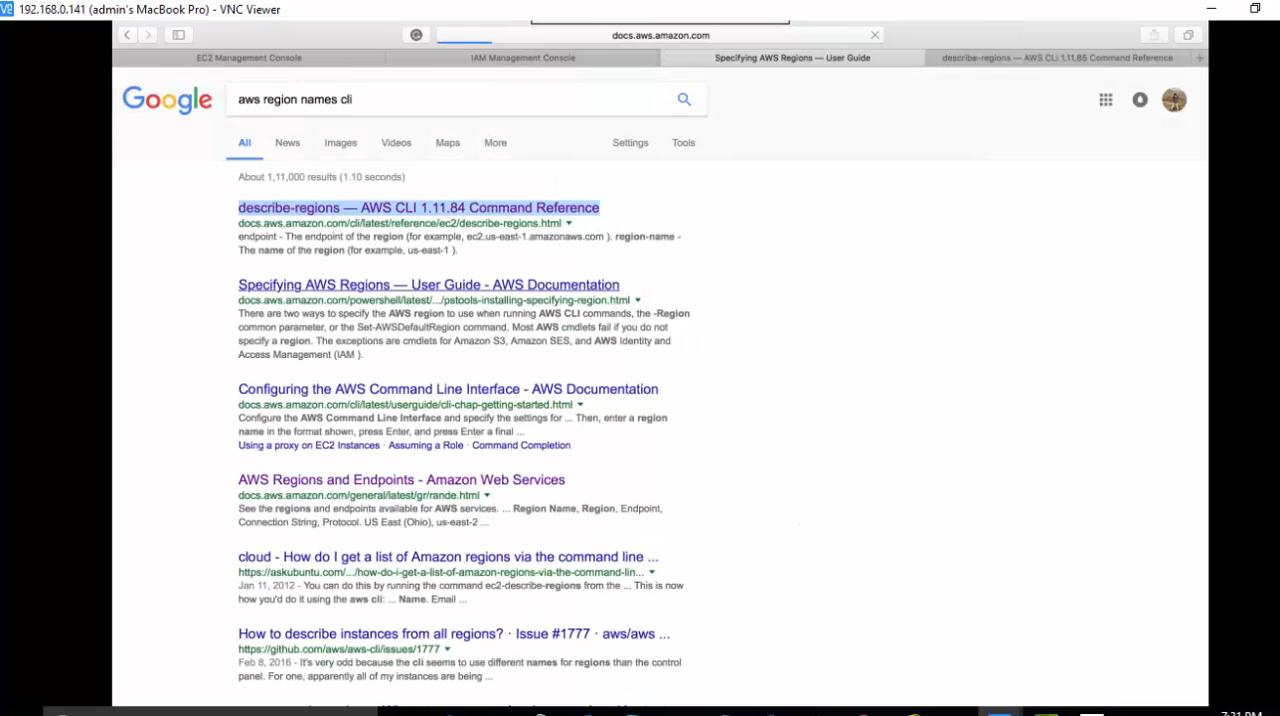 192.168.0.141 (admin's MacBook Pro) - VNC Viewer
docs.aws.amazon.com
EC2 Management Console
IAM Management Console
Specifying AWS Regions — User Guide
describe-regions — AWS CLI 1.11.85 Command Reference
Google
aws region names cli
All
News
Images
Videos
Maps
More
Settings
Tools
About 1,11,000 results (1.10 seconds)
describe-regions — AWS CLI 1.11.84 Command Reference
docs.aws.amazon.com/cli/latest/reference/ec2/describe-regions.html
endpoint - The endpoint of the region (for example, ec2.us-east-1.amazonaws.com ). region-name -
The name of the region (for example, us-east-1 ).
Specifying AWS Regions — User Guide - AWS Documentation
docs.aws.amazon.com/powershell/latest/.../pstools-installing-specifying-region.html
There are two ways to specify the AWS region to use when running AWS CLI commands, the -Region
common parameter, or the Set-AWSDefaultRegion command. Most AWS cmdlets fail if you do not
specify a region. The exceptions are cmdlets for Amazon S3, Amazon SES, and AWS Identity and
Access Management (IAM ).
Configuring the AWS Command Line Interface - AWS Documentation
docs.aws.amazon.com/cli/latest/userguide/cli-chap-getting-started.html
Configure the AWS Command Line Interface and specify the settings for ... Then, enter a region
name in the format shown, press Enter, and press Enter a final ...
Using a proxy on EC2 Instances · Assuming a Role · Command Completion
AWS Regions and Endpoints - Amazon Web Services
docs.aws.amazon.com/general/latest/gr/rande.html
See the regions and endpoints available for AWS services. ... Region Name, Region, Endpoint,
Connection String, Protocol. US East (Ohio), us-east-2 ...
cloud - How do I get a list of Amazon regions via the command line ...
https://askubuntu.com/.../how-do-i-get-a-list-of-amazon-regions-via-the-command-lin...
Jan 11, 2012 - You can do this by running the command ec2-describe-regions from the ... This is now
how you'd do it using the aws cli: ... Name. Email ...
How to describe instances from all regions? · Issue #1777 · aws/aws ...
https://github.com/aws/aws-cli/issues/1777
Feb 8, 2016 - It's very odd because the cli seems to use different names for regions than the control
panel. For one, apparently all of my instances are being ...